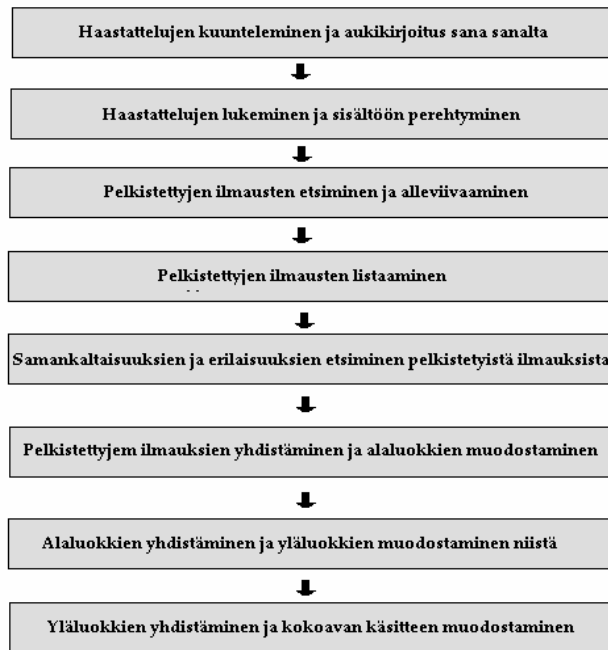 Haastattelujen kuunteleminen ja aukikirjoitus sana sanalta
Haastattelujen lukeminen ja sisältöön perehtyminen
Pelkistettyjen ilmausten etsiminen ja alleviivaaminen
Pelkistettyjen ilmausten listaaminen
Samankaltaisuuksien ja erilaisuuksien etsiminen pelkistetyistä ilmauksista
Pelkistettyjem ilmauksien yhdistäminen ja alaluokkien muodostaminen
Alaluokkien yhdistäminen ja yläluokkien muodostaminen niistä
Yläluokkien yhdistäminen ja kokoavan käsitteen muodostaminen